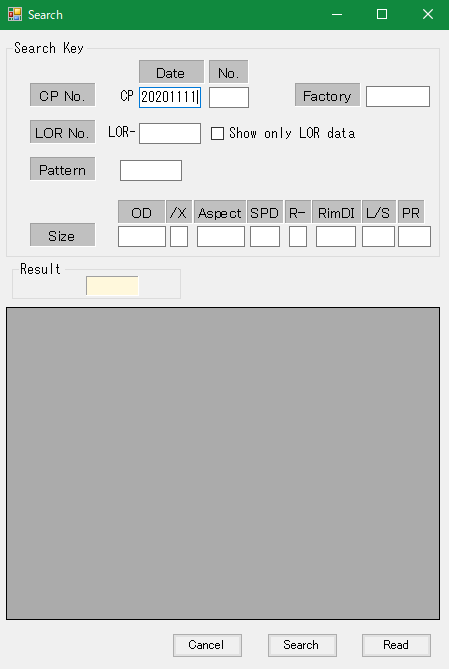 Search
Search Key
Date No.
CP No. CP 20201111 Factory
LOR No. LOR- Show only LOR data
Pattern
OD /X Aspect SPD R- RimDI L/S PR
Size
Result
Cancel Search Read